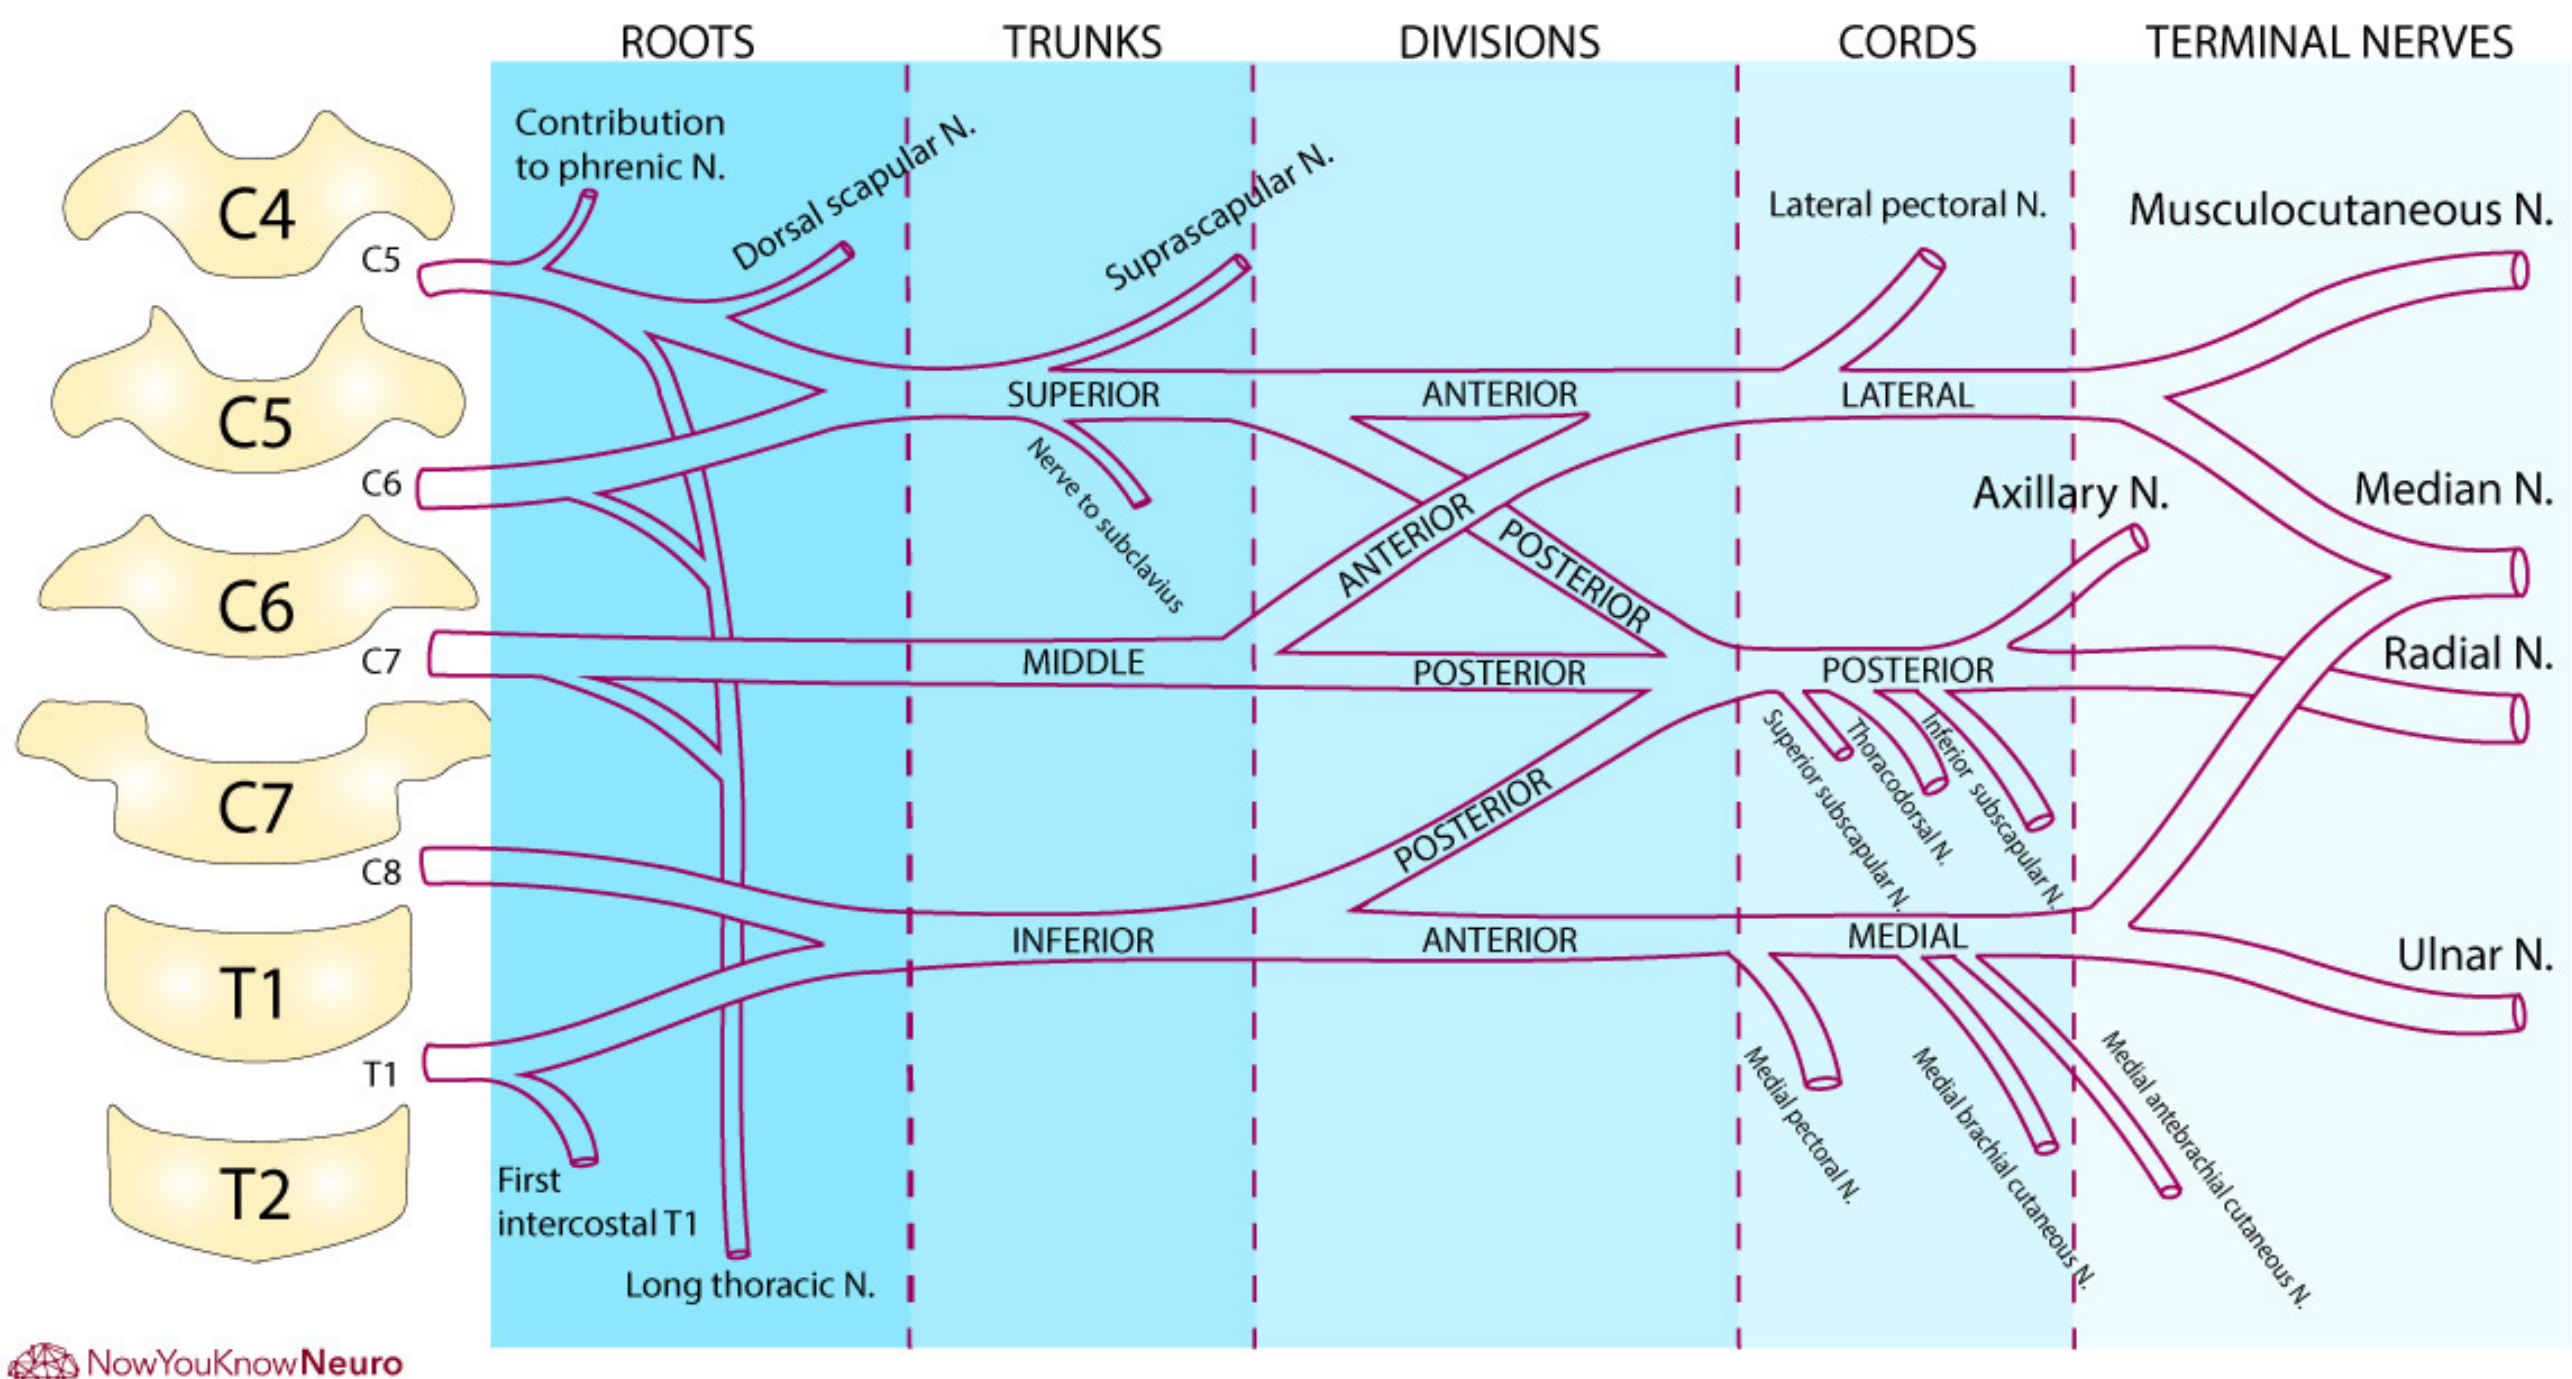 ROOTS
TRUNKS
DIVISIONS
CORDS
TERMINAL NERVES
Contribution
to phrenic N.
Dorsal scapular N.
Suprascapular N.
Lateral pectoral N.
Musculocutaneous N.
C4
C5
C5
SUPERIOR
ANTERIOR
LATERAL
Nerve to subclavius
C6
Axillary N.
Median N.
ANTERIOR
POSTERIOR
C6
C7
MIDDLE
POSTERIOR
POSTERIOR
Radial N.
Superior subscapular N.
Thoracodorsal N.
Inferior subscapular N.
C7
POSTERIOR
C8
INFERIOR
ANTERIOR
MEDIAL
Ulnar N.
T1
T1
Medial pectoral N.
Medial brachial cutaneous N.
Medial antebrachial cutaneous N.
T2
First
intercostal T1
Long thoracic N.
NowYouKnowNeuro